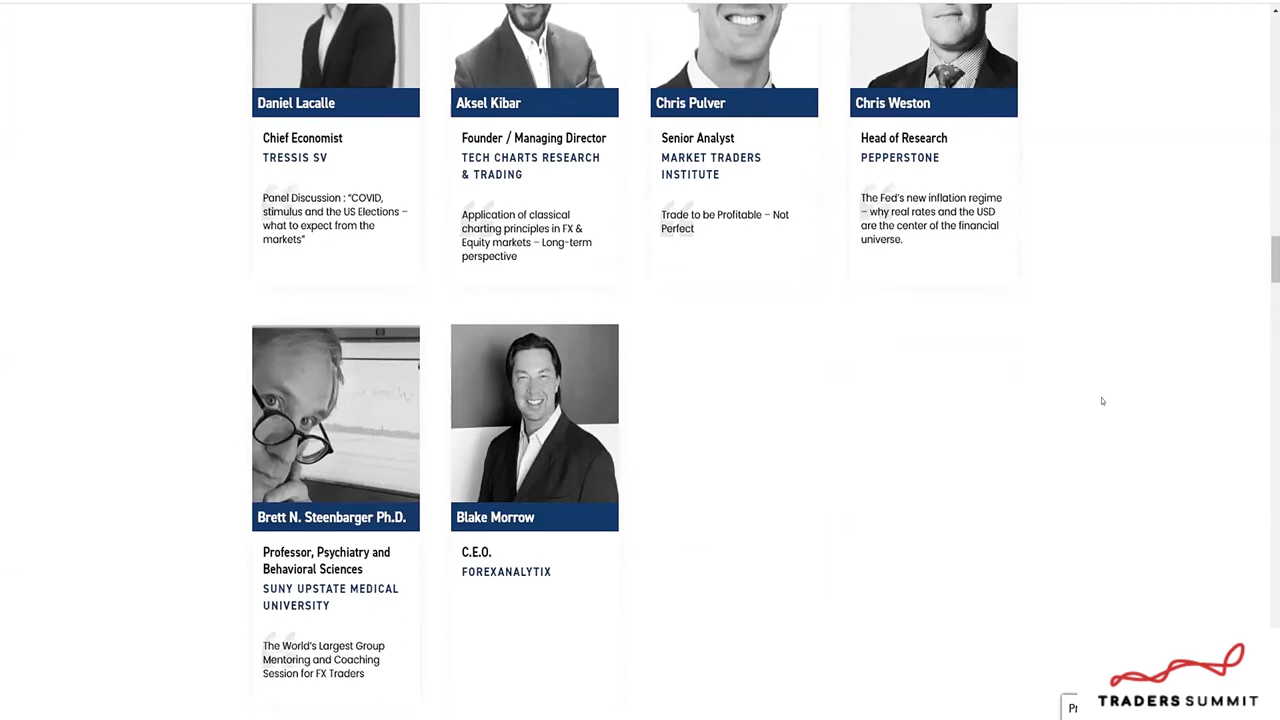 Daniel Lacalle
Chief Economist
TRESSIS SV
Panel Discussion : “COVID,
stimulus and the US Elections –
what to expect from the
markets”
Aksel Kibar
Founder / Managing Director
TECH CHARTS RESEARCH
& TRADING
Application of classical
charting principles in FX &
Equity markets – Long-term
perspective
Chris Pulver
Senior Analyst
MARKET TRADERS
INSTITUTE
Trade to be Profitable – Not
Perfect
Chris Weston
Head of Research
PEPPERSTONE
The Fed’s new inflation regime
– why real rates and the USD
are the center of the financial
universe.
Brett N. Steenbarger Ph.D.
Professor, Psychiatry and
Behavioral Sciences
SUNY UPSTATE MEDICAL
UNIVERSITY
The World’s Largest Group
Mentoring and Coaching
Session for FX Traders
Blake Morrow
C.E.O.
FOREXANALYTIX
TRADERS SUMMIT